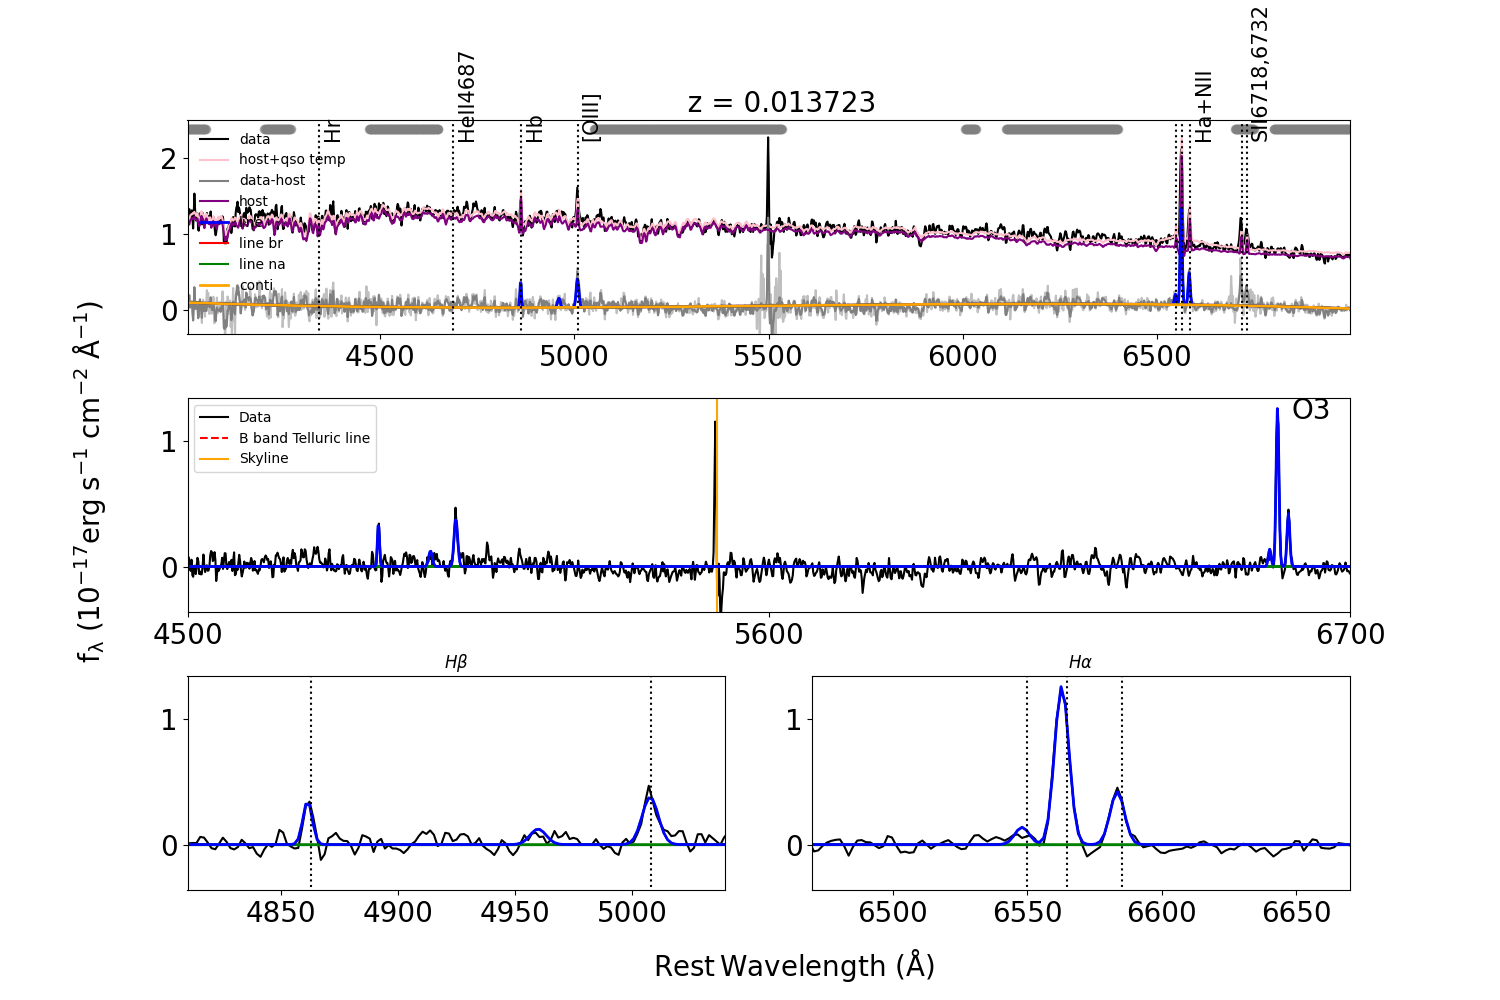 z = 0.013723
Hr
HeII4687
Hb
[OIII]
Ha+NII
SII6718,6732
data
host+qso temp
data-host
host
line br
line na
conti
2
1
0
4500
5000
5500
6000
6500
Data
B band Telluric line
Skyline
O3
1
0
4500
5600
6700
fλ (10−17erg s−1 cm−2 Å−1)
Hβ
1
0
4850
4900
4950
5000
Hα
1
0
6500
6550
6600
6650
Rest Wavelength (Å)